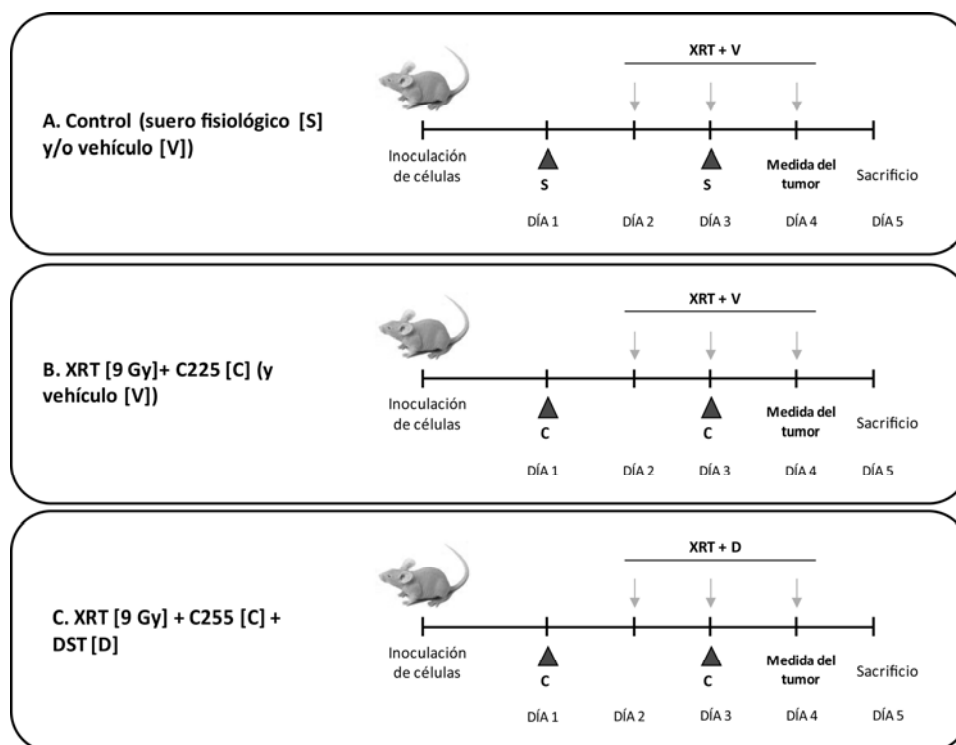 XRT + V
A. Control (suero fisiológico [S]
y/o vehículo [V])
Inoculación
de células
S
S
Medida del
tumor
Sacrificio
DÍA 1
DÍA 2
DÍA 3
DÍA 4
DÍA 5
XRT + V
B. XRT [9 Gy]+ C225 [C] (y
vehículo [V])
Inoculación
de células
C
C
Medida del
tumor
Sacrificio
DÍA 1
DÍA 2
DÍA 3
DÍA 4
DÍA 5
XRT + D
C. XRT [9 Gy] + C255 [C] +
DST [D]
Inoculación
de células
C
C
Medida del
tumor
Sacrificio
DÍA 1
DÍA 2
DÍA 3
DÍA 4
DÍA 5